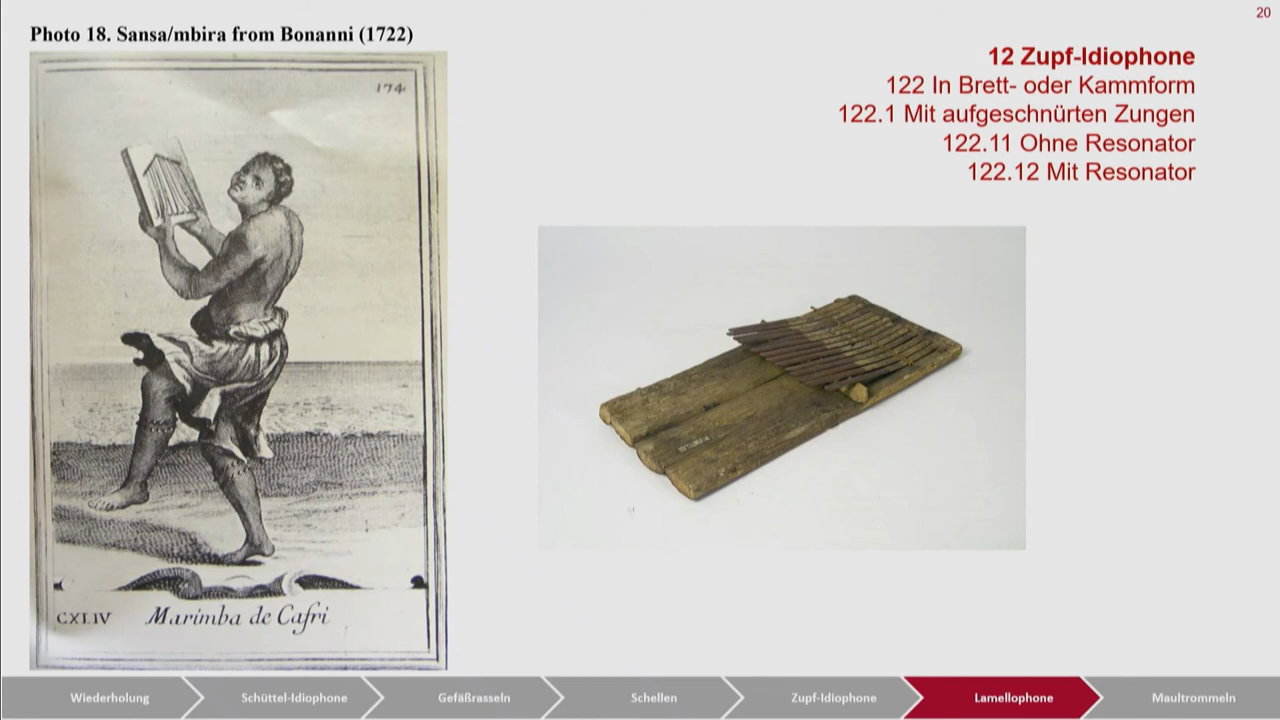 20
Photo 18. Sansa/mbira from Bonanni (1722)
12 Zupf-Idiophone
122 In Brett- oder Kammform
122.1 Mit aufgeschnürten Zungen
122.11 Ohne Resonator
122.12 Mit Resonator
174
CXLIV Marimba de Cafri
Wiederholung
Schüttel-Idiophone
Gefäßrasseln
Schellen
Zupf-Idiophone
Lamellophone
Maultrommeln